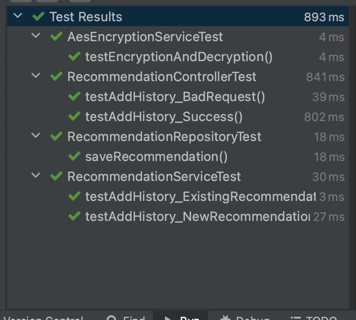 Test Results 893 ms
AesEncryptionServiceTest 4 ms
testEncryptionAndDecryption() 4 ms
RecommendationControllerTest 841 ms
testAddHistory_BadRequest() 39 ms
testAddHistory_Success() 802 ms
RecommendationRepositoryTest 18 ms
saveRecommendation() 18 ms
RecommendationServiceTest 30 ms
testAddHistory_ExistingRecommendat 3 ms
testAddHistory_NewRecommendation 27 ms
Version Control Find Run Debug TODO